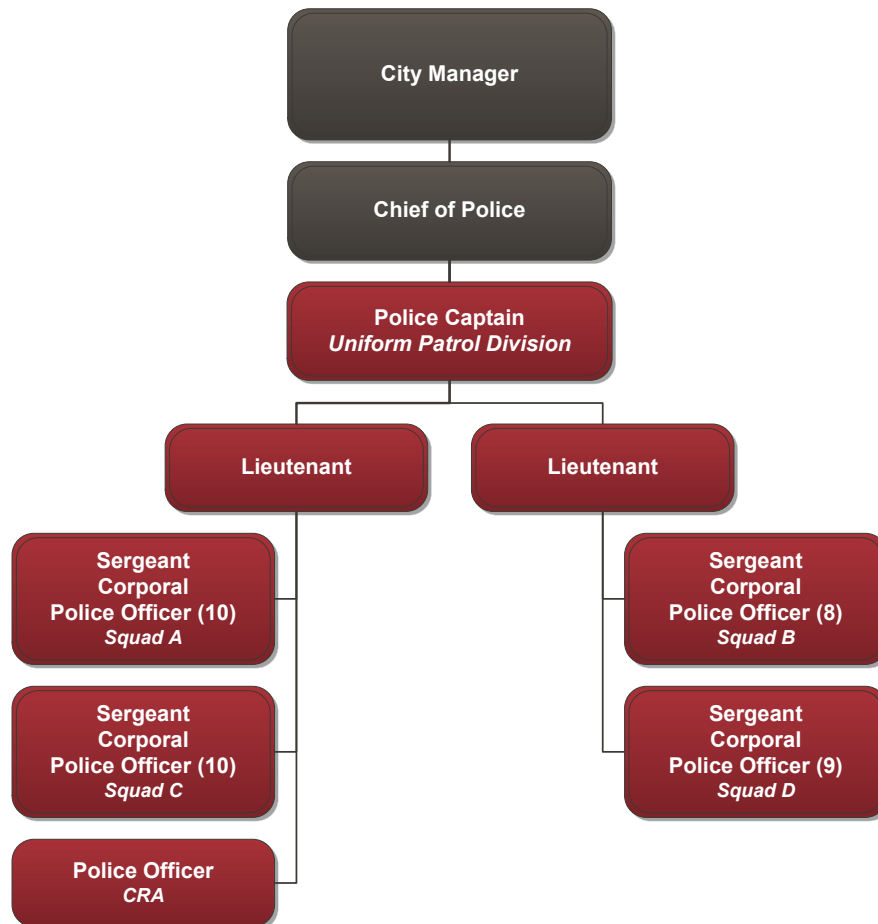 City Manager
Chief of Police
Police Captain
Uniform Patrol Division
Lieutenant
Lieutenant
Sergeant
Corporal
Police Officer (10)
Squad A
Sergeant
Corporal
Police Officer (8)
Squad B
Sergeant
Corporal
Police Officer (10)
Squad C
Sergeant
Corporal
Police Officer (9)
Squad D
Police Officer
CRA